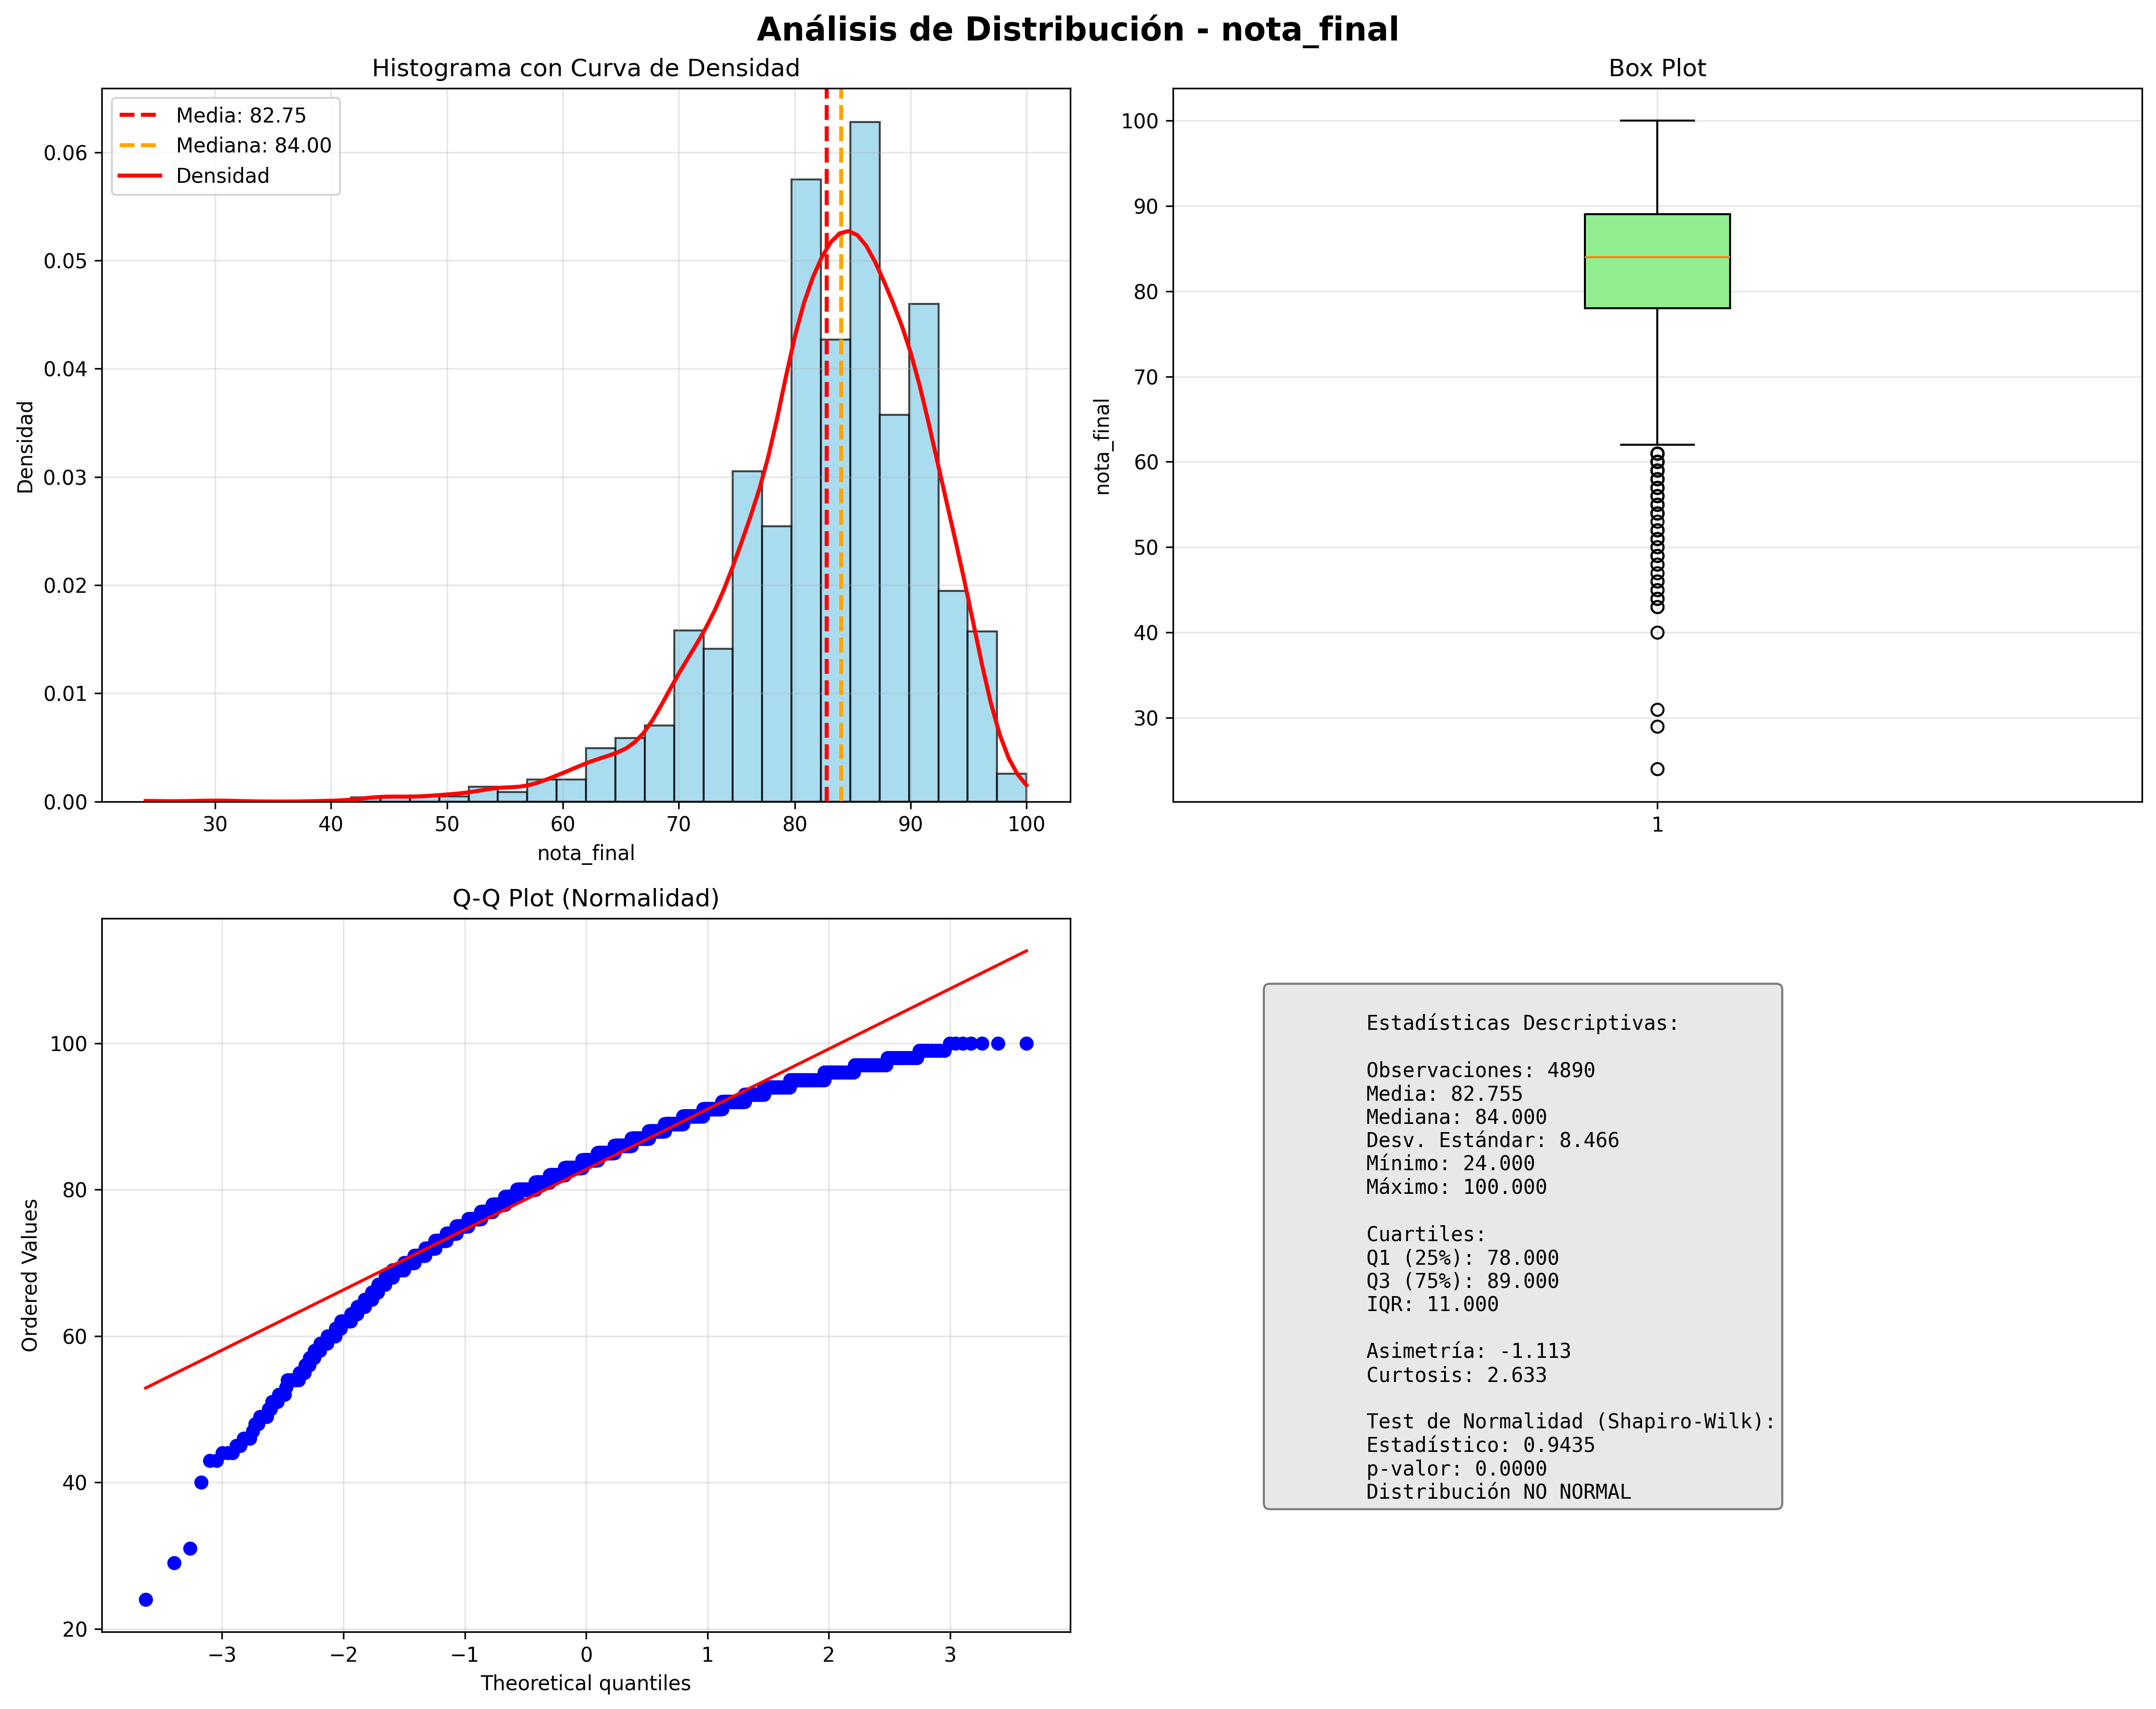 Análisis de Distribución - nota_final
Histograma con Curva de Densidad
Media: 82.75
Mediana: 84.00
Densidad
0.06
0.05
0.04
0.03
0.02
0.01
0.00
Densidad
30 40 50 60 70 80 90 100
nota_final
Box Plot
100
90
80
70
60
50
40
30
nota_final
1
Q-Q Plot (Normalidad)
100
80
60
40
20
Ordered Values
−3 −2 −1 0 1 2 3
Theoretical quantiles
Estadísticas Descriptivas:
Observaciones: 4890
Media: 82.755
Mediana: 84.000
Desv. Estándar: 8.466
Mínimo: 24.000
Máximo: 100.000
Cuartiles:
Q1 (25%): 78.000
Q3 (75%): 89.000
IQR: 11.000
Asimetría: -1.113
Curtosis: 2.633
Test de Normalidad (Shapiro-Wilk):
Estadístico: 0.9435
p-valor: 0.0000
Distribución NO NORMAL